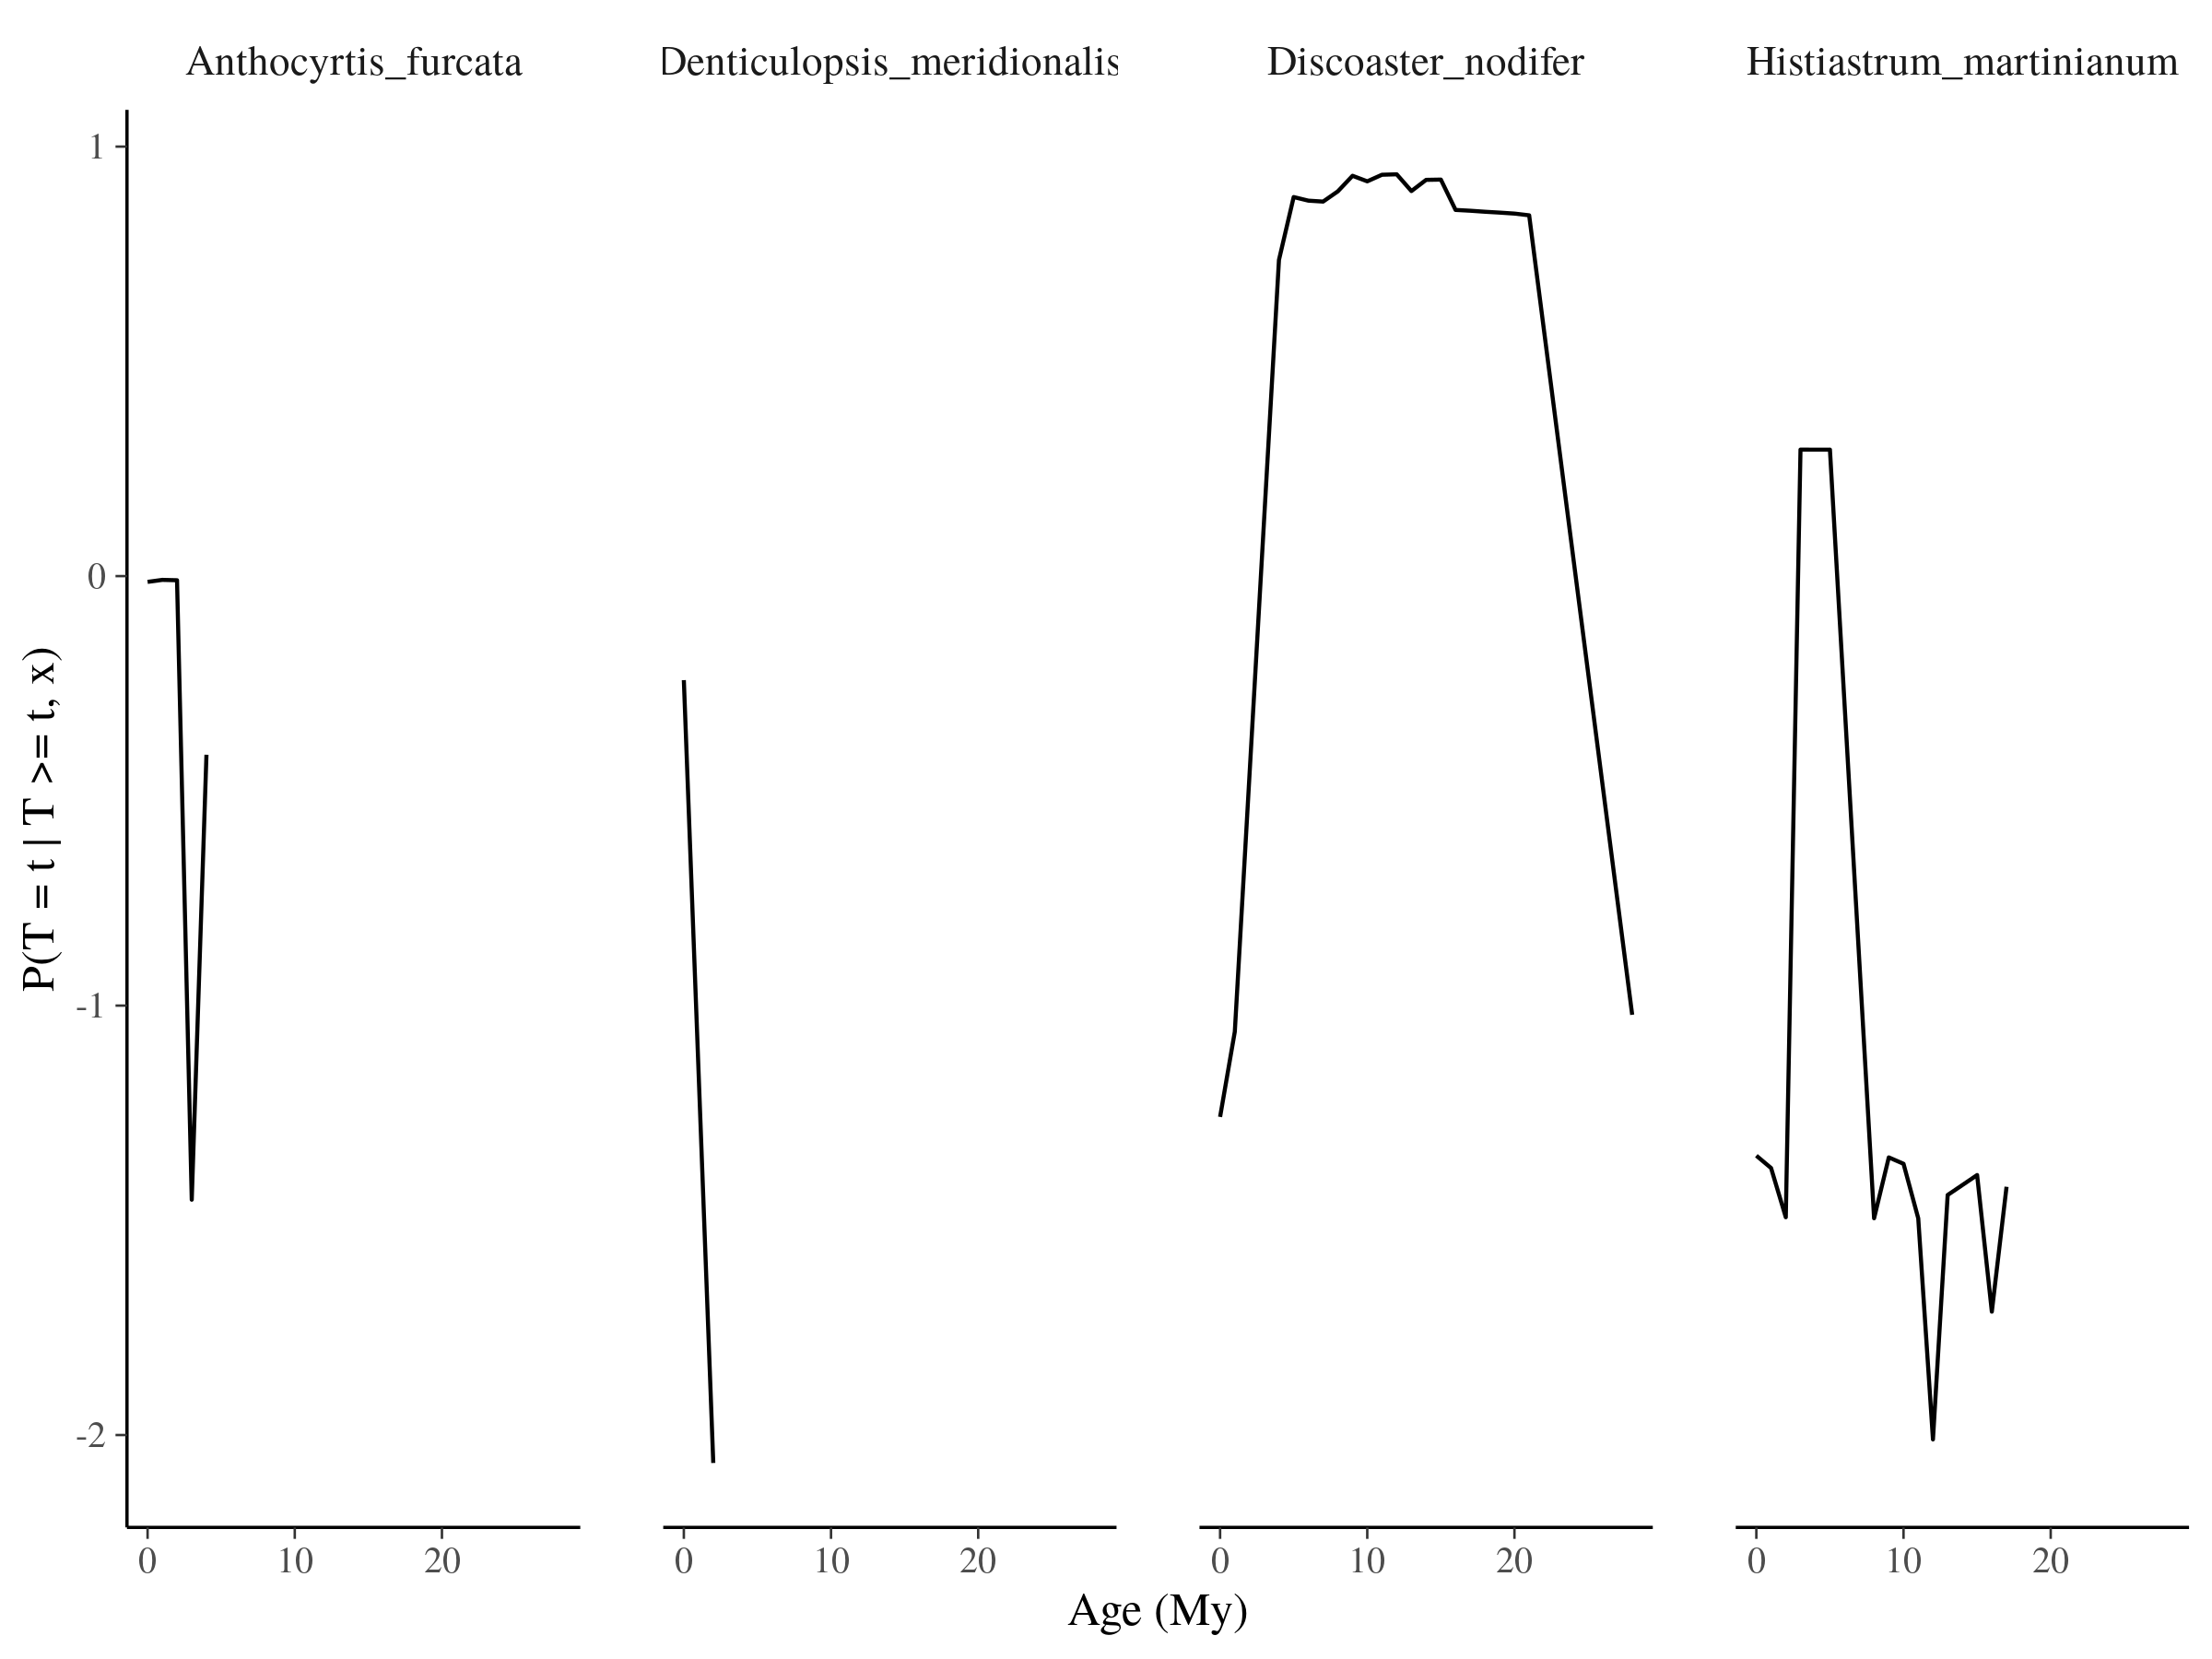 Anthocyrtis_furcata Denticulopsis_meridionalis Discoaster_nodifer Histiastrum_martinianum
1
0
-1
-2
P(T = t | T >= t, x)
0 10 20 0 10 20 0 10 20 0 10 20
Age (My)